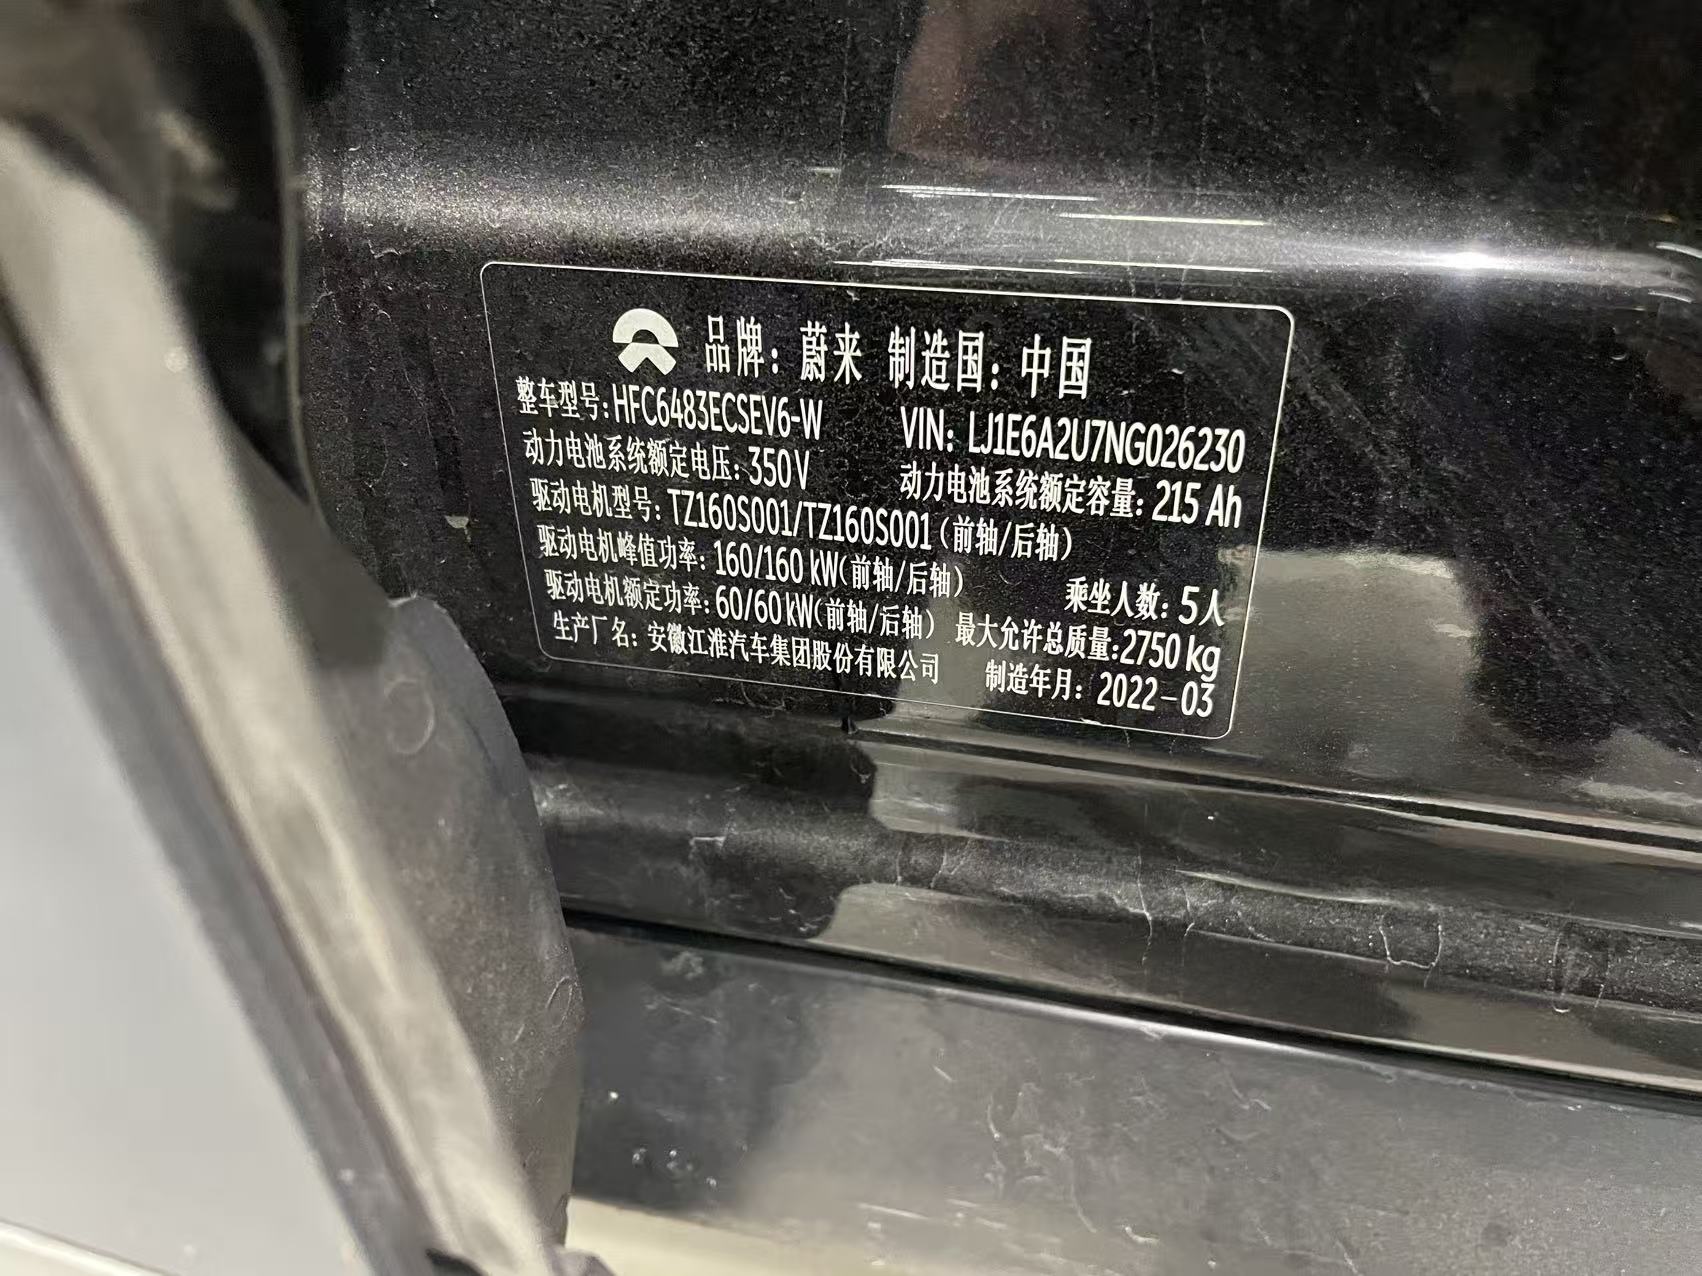 品牌：蔚来 制造国：中国
整车型号：HFC6483ECSEV6-W VIN：LJ1E6A2U7NG026230
动力电池系统额定电压：350V 动力电池系统额定容量：215 Ah
驱动电机型号：TZ160S001/TZ160S001（前轴/后轴）
驱动电机峰值功率：160/160 kW（前轴/后轴） 乘坐人数：5人
驱动电机额定功率：60/60 kW（前轴/后轴） 最大允许总质量：2750 kg
生产厂名：安徽江淮汽车集团股份有限公司 制造年月：2022-03